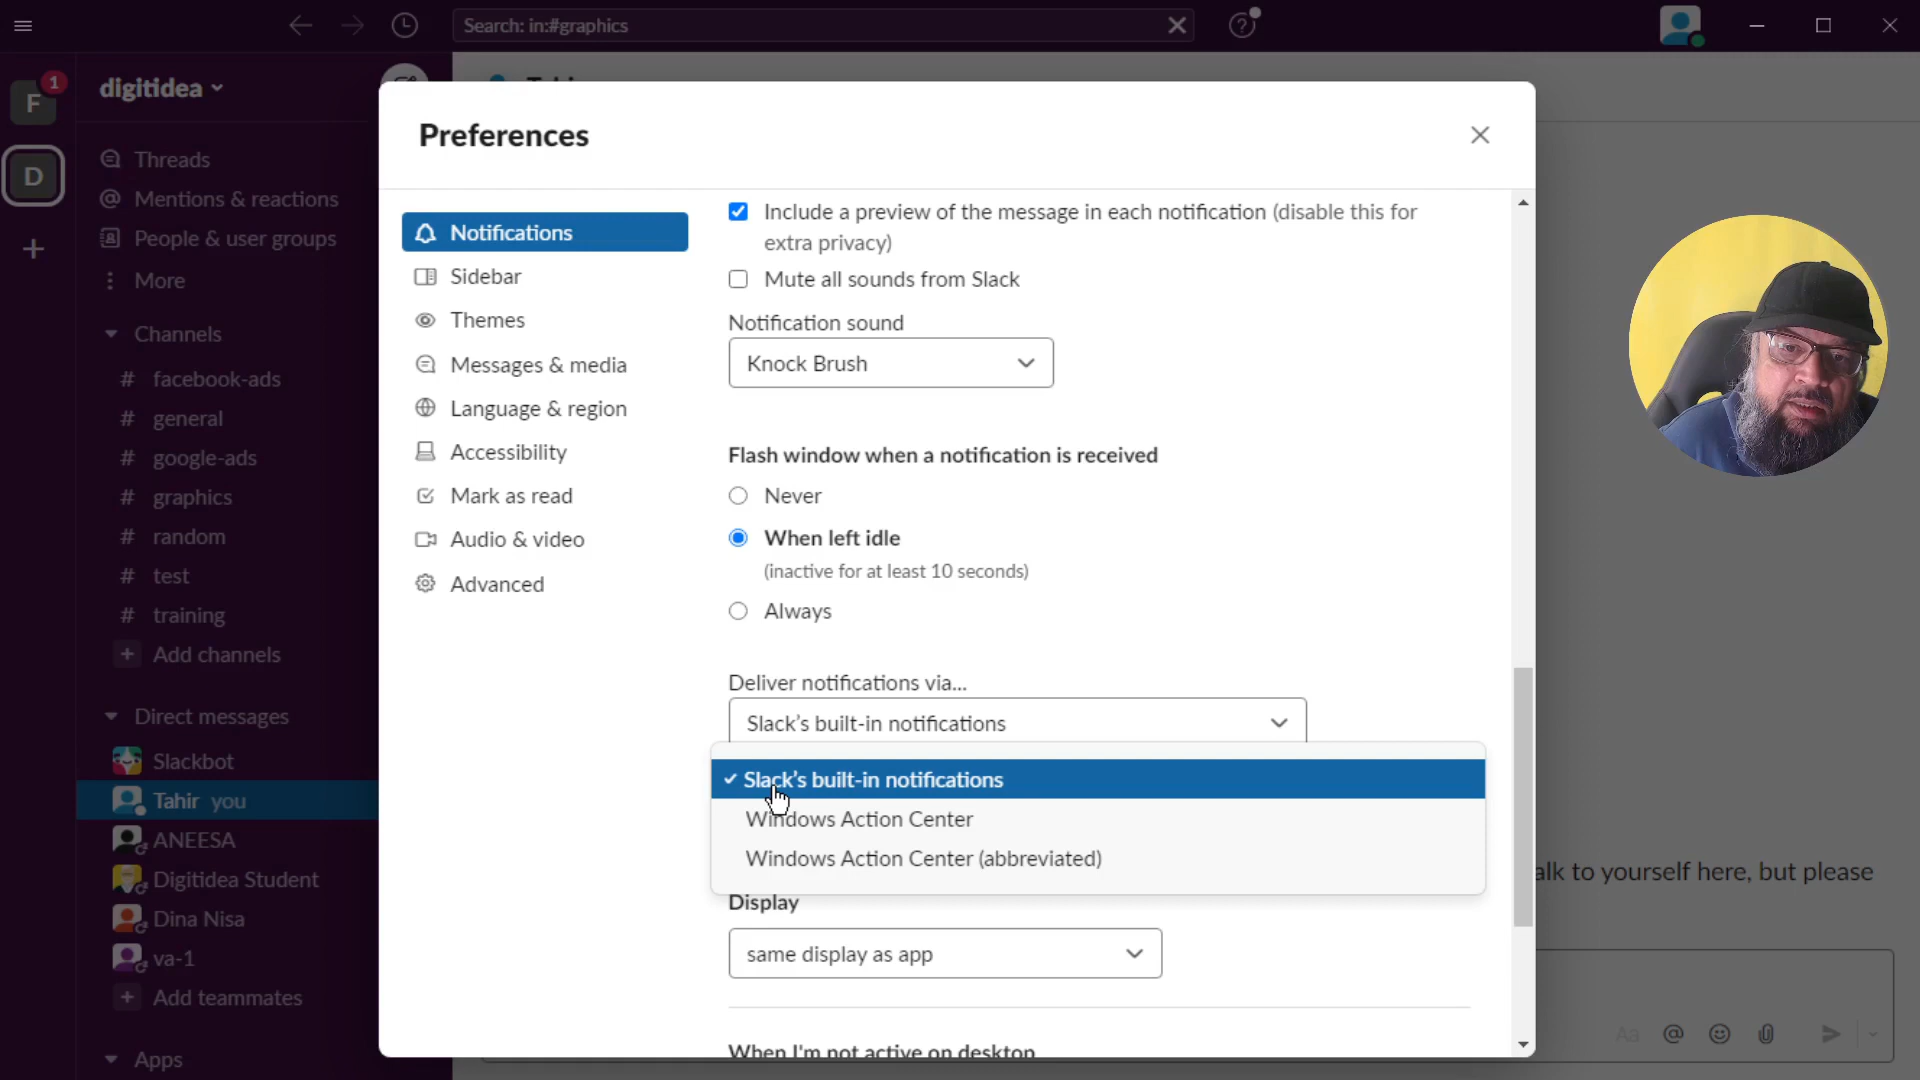 Search: in:#graphics
1
F
digitidea
D
Threads
Mentions & reactions
People & user groups
More
Channels
# facebook-ads
# general
# google-ads
# graphics
# random
# test
# training
+ Add channels
Direct messages
Slackbot
Tahir you
ANEESA
Digitidea Student
Dina Nisa
va-1
+ Add teammates
Apps
Preferences
Notifications
Sidebar
Themes
Messages & media
Language & region
Accessibility
Mark as read
Audio & video
Advanced
Include a preview of the message in each notification (disable this for
extra privacy)
Mute all sounds from Slack
Notification sound
Knock Brush
Flash window when a notification is received
Never
When left idle
(inactive for at least 10 seconds)
Always
Deliver notifications via...
Slack's built-in notifications
✓ Slack's built-in notifications
Windows Action Center
Windows Action Center (abbreviated)
Display
same display as app
When I'm not active on desktop
alk to yourself here, but please
Aa @